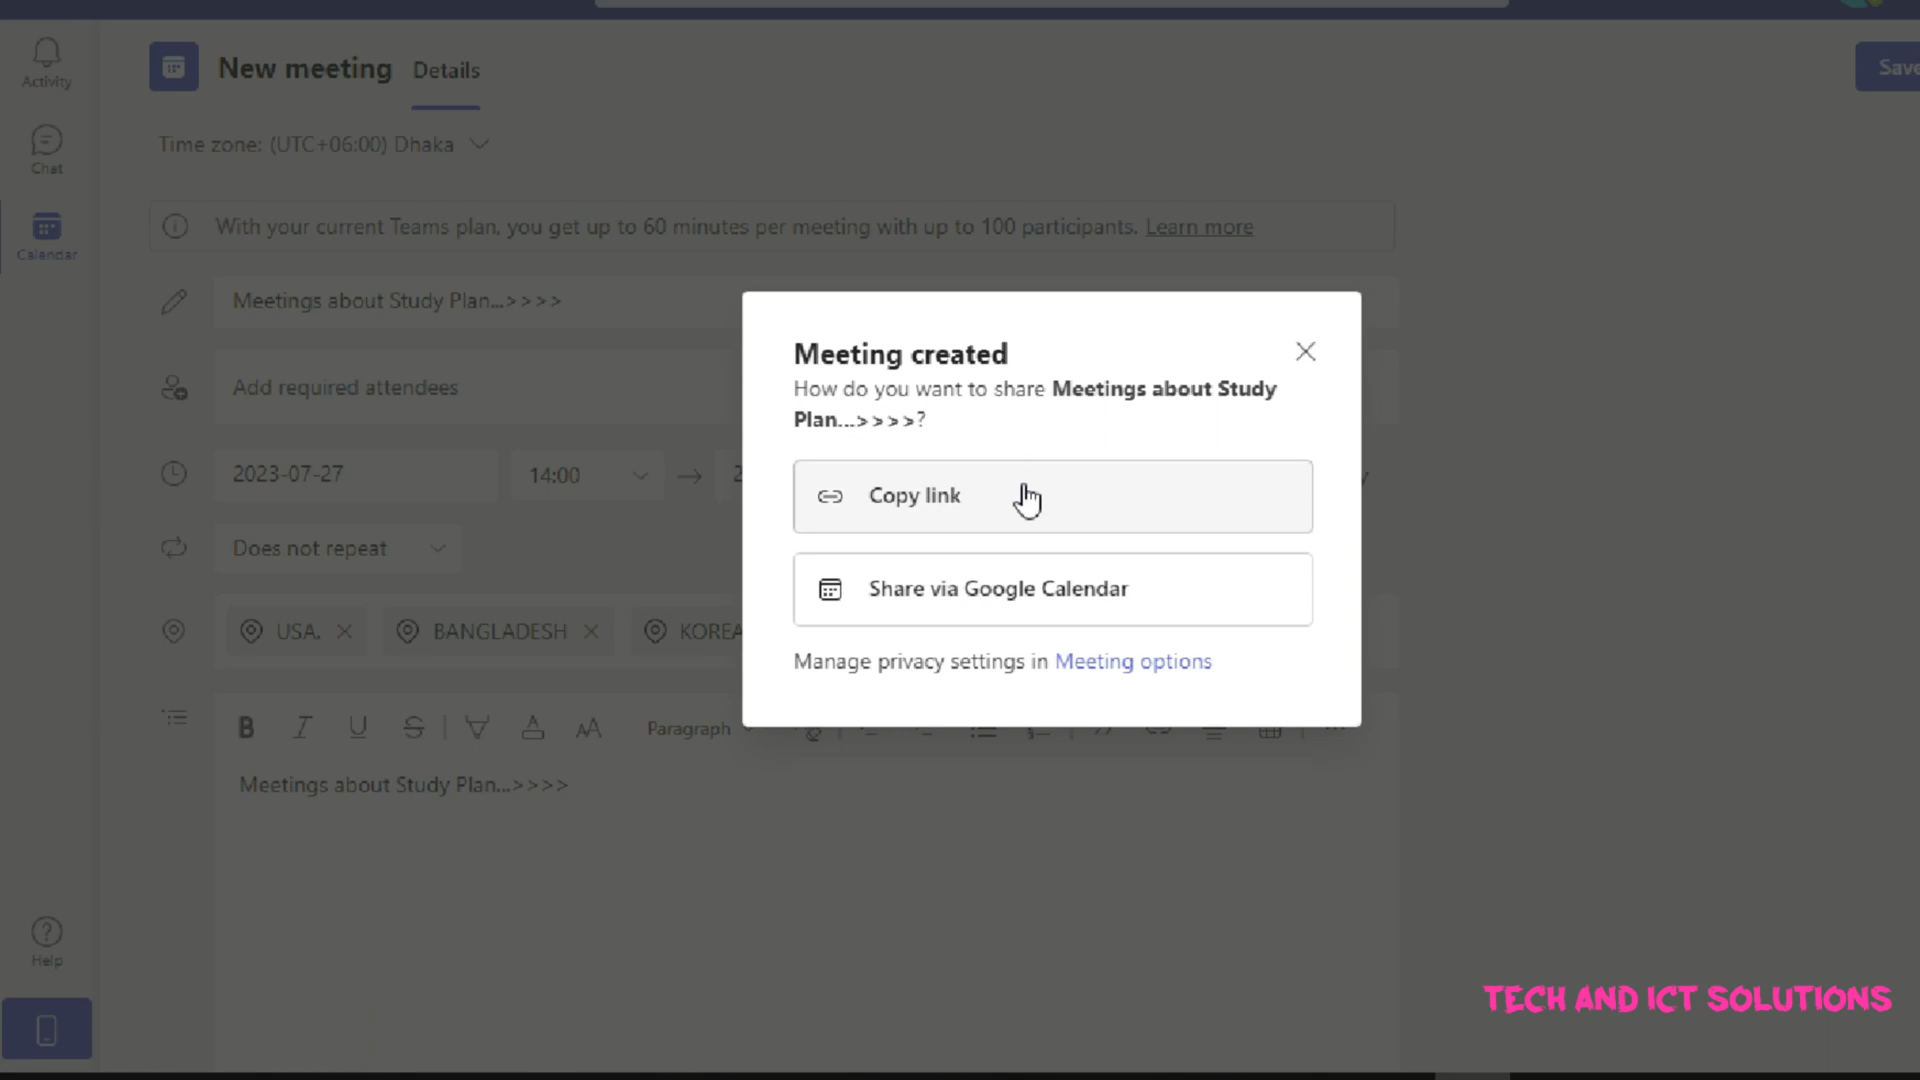 Activity
Chat
Calendar
Help
New meeting Details
Save
Time zone: (UTC+06:00) Dhaka
With your current Teams plan, you get up to 60 minutes per meeting with up to 100 participants. Learn more
Meetings about Study Plan...>>>>
Add required attendees
2023-07-27 14:00
Does not repeat
USA. BANGLADESH KOREA
Paragraph
Meetings about Study Plan...>>>>
Meeting created
How do you want to share Meetings about Study
Plan...>>>>?
Copy link
Share via Google Calendar
Manage privacy settings in Meeting options
TECH AND ICT SOLUTIONS